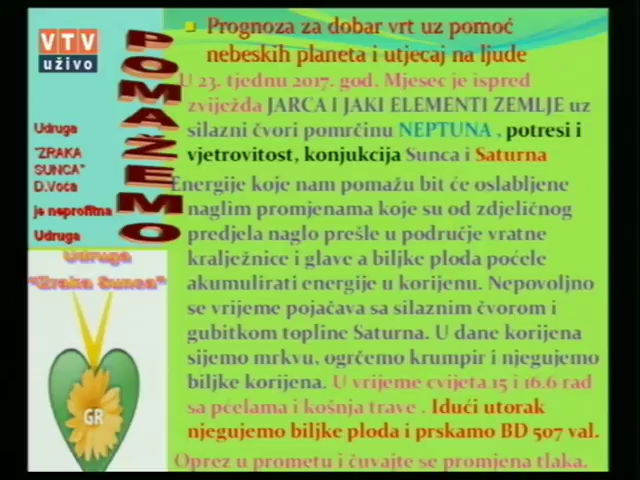 VTV
uživo
POMAŽEMO
Udruga
"ZRAKA
SUNCA"
D.Voća
je neprofitna
Udruga
Udruga
"Zraka Sunca"
GR
Prognoza za dobar vrt uz pomoć
nebeskih planeta i utjecaj na ljude
U 23. tjednu 2017. god. Mjesec je ispred
zviježđa JARCA I JAKI ELEMENTI ZEMLJE uz
silazni čvori pomrčinu NEPTUNA , potresi i
vjetrovitost, konjukcija Sunca i Saturna
Energije koje nam pomažu bit će oslabljene
naglim promjenama koje su od zdjeličnog
predjela naglo prešle u područje vratne
kralježnice i glave a biljke ploda počele
akumulirati energije u korijenu. Nepovoljno
se vrijeme pojačava sa silaznim čvorom i
gubitkom topline Saturna. U dane korijena
sijemo mrkvu, ogrčemo krumpir i njegujemo
biljke korijena. U vrijeme cvijeta 15 i 16.6 rad
sa pčelama i košnja trave . Idući utorak
njegujemo biljke ploda i prskamo BD 507 val.
Oprez u prometu i čuvajte se promjena tlaka.